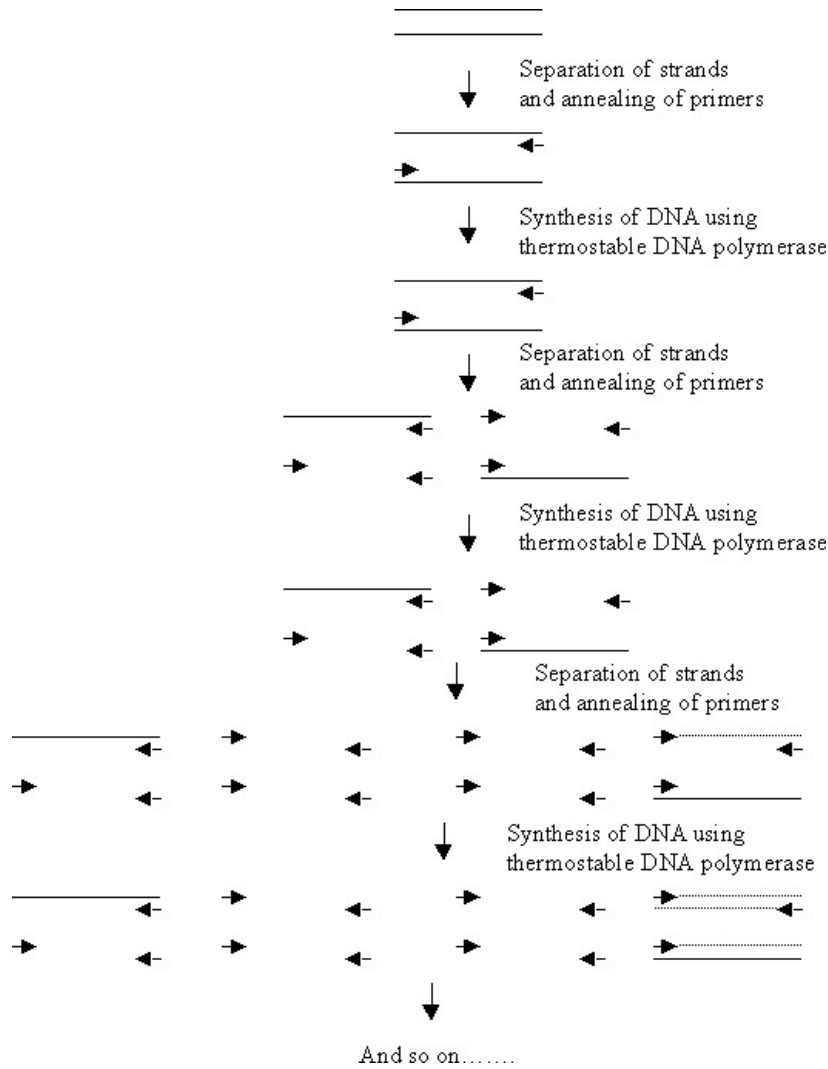 Separation of strands
and annealing of primers
Synthesis of DNA using
thermostable DNA polymerase
Separation of strands
and annealing of primers
Synthesis of DNA using
thermostable DNA polymerase
Separation of strands
and annealing of primers
Synthesis of DNA using
thermostable DNA polymerase
And so on.......